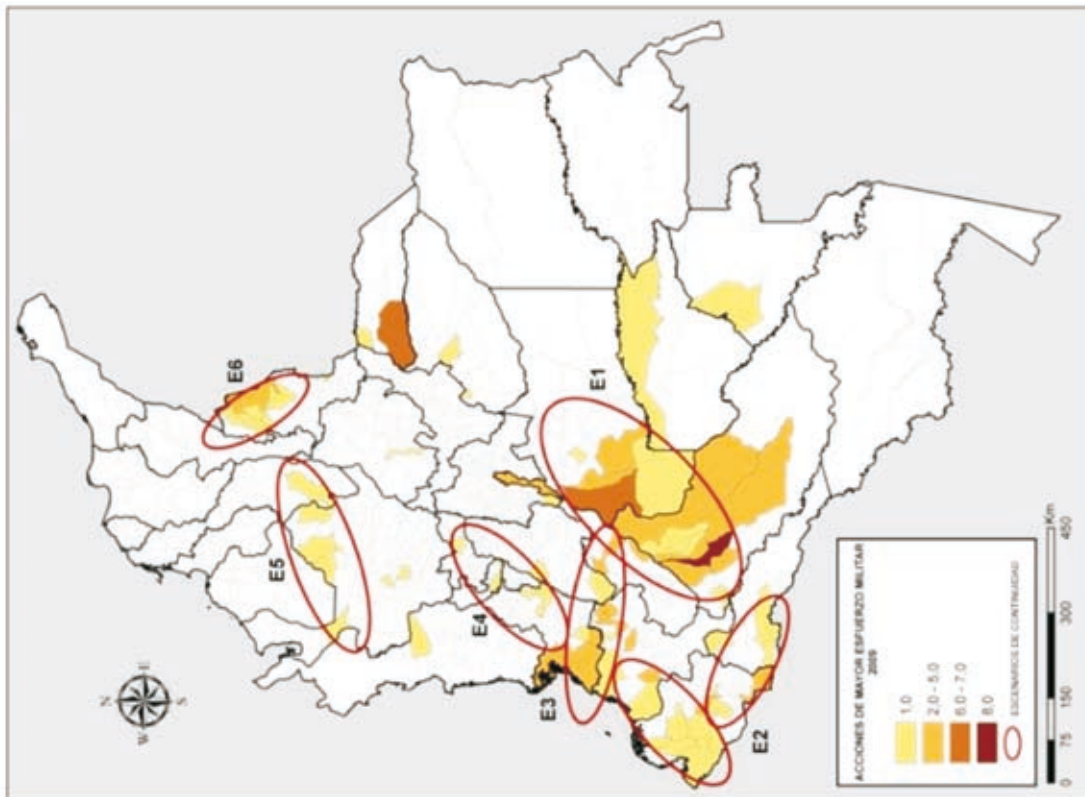 N
W
E
S
E6
E5
E1
E4
E3
E2
ACCIONES DE MAYOR ESFUERZO MILITAR
2009
1.0
2.0 - 5.0
6.0 - 7.0
8.0
ESCENARIOS DE CONTINUIDAD
0 75 150 300 450
Km